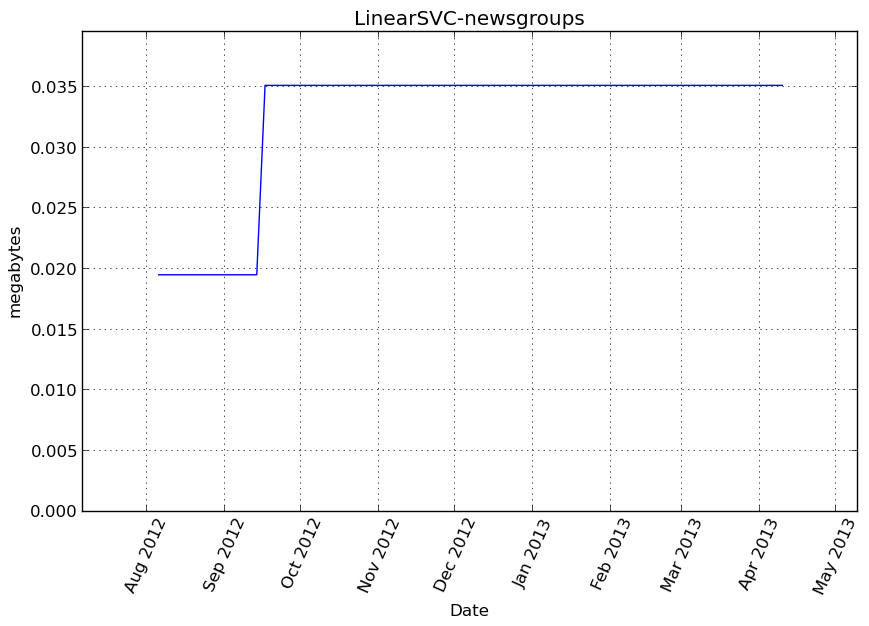 LinearSVC-newsgroups
0.035
0.030
0.025
0.020
0.015
0.010
0.005
0.000
megabytes
Aug 2012
Sep 2012
Oct 2012
Nov 2012
Dec 2012
Jan 2013
Feb 2013
Mar 2013
Apr 2013
May 2013
Date